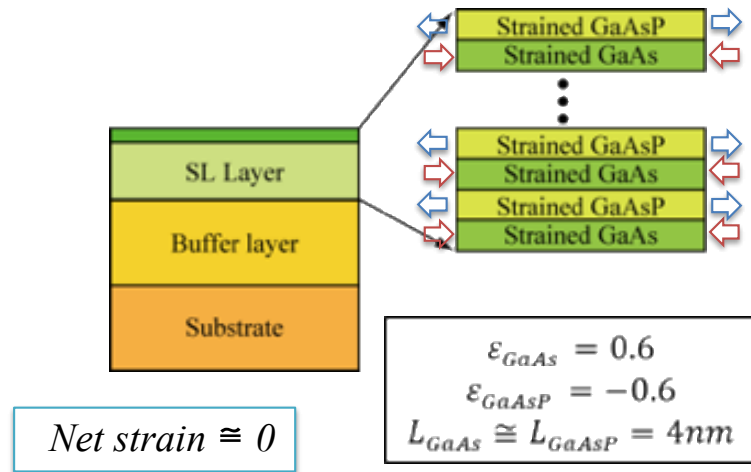 Strained GaAsP
Strained GaAs
Strained GaAsP
Strained GaAs
Strained GaAsP
Strained GaAs
SL Layer
Buffer layer
Substrate
ε_GaAs = 0.6
ε_GaAsP = −0.6
L_GaAs ≅ L_GaAsP = 4nm
Net strain ≅ 0